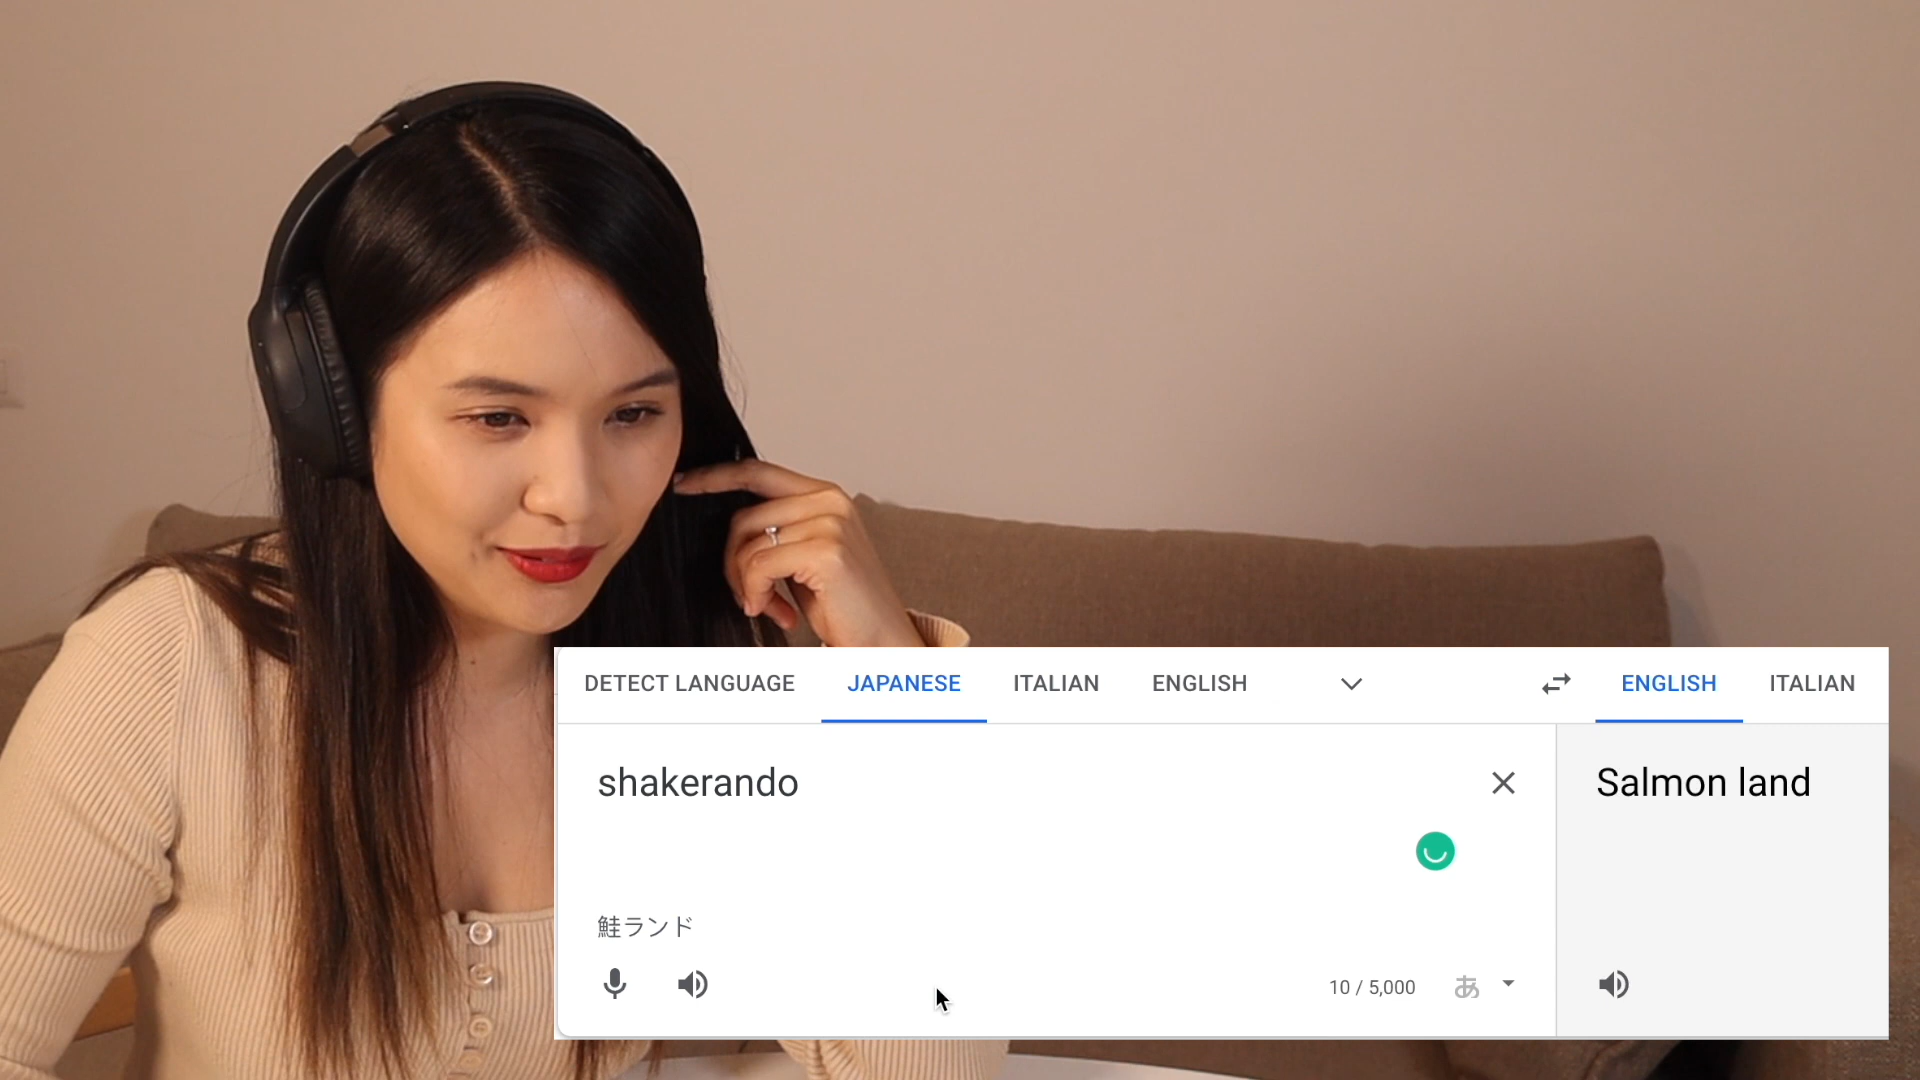 DETECT LANGUAGE JAPANESE ITALIAN ENGLISH ENGLISH ITALIAN
shakerando
Salmon land
鮭ランド
10 / 5,000 あ